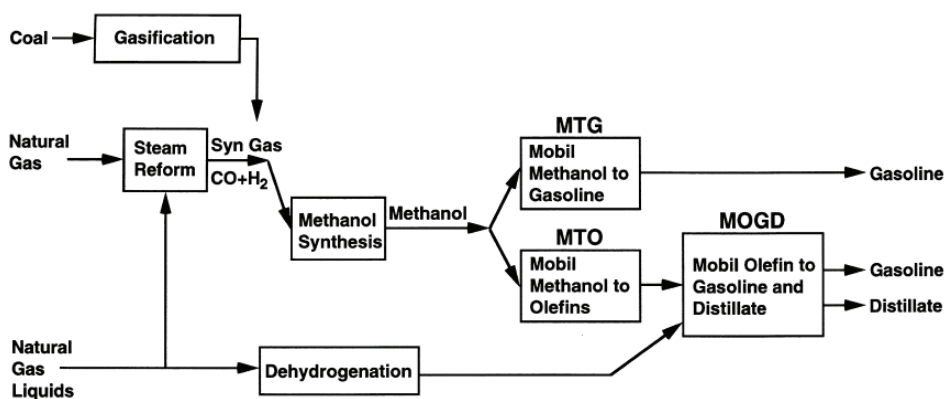 Coal
Gasification
Natural
Gas
Steam
Reform
Syn Gas
CO+H₂
Methanol
Synthesis
Methanol
MTG
Mobil
Methanol to
Gasoline
Gasoline
MTO
Mobil
Methanol to
Olefins
MOGD
Mobil Olefin to
Gasoline and
Distillate
Gasoline
Distillate
Natural
Gas
Liquids
Dehydrogenation